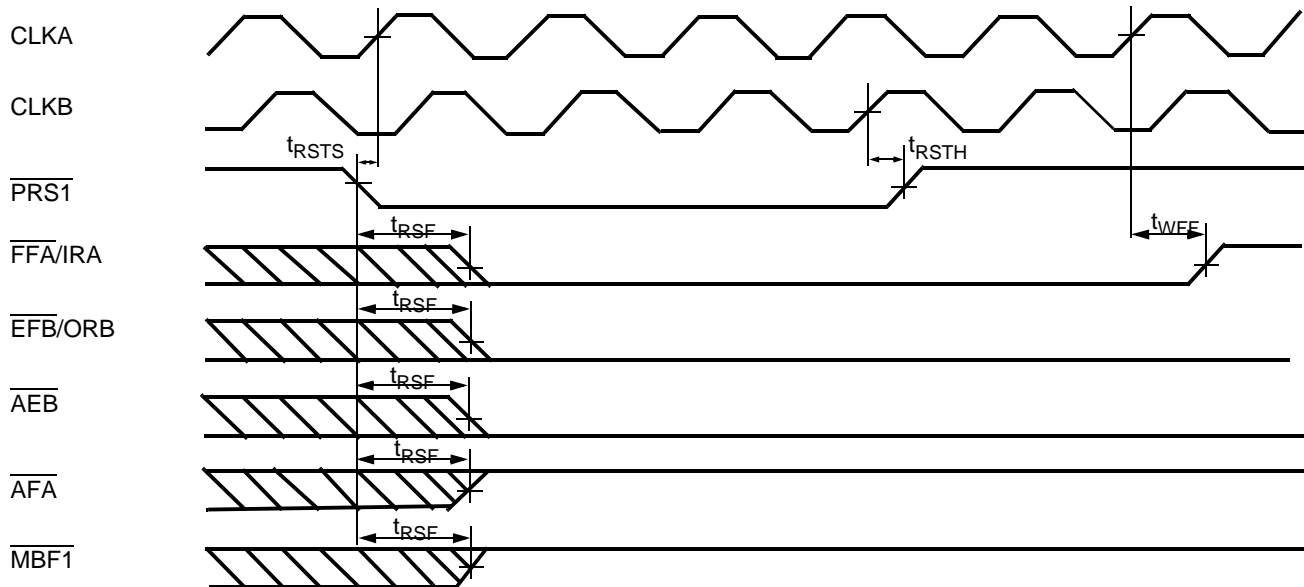 CLKA
CLKB
tRSTS tRSTH
PRS1
tRSF tWFF
FFA/IRA
tRSF
EFB/ORB
tRSF
AEB
tRSF
AFA
tRSF
MBF1